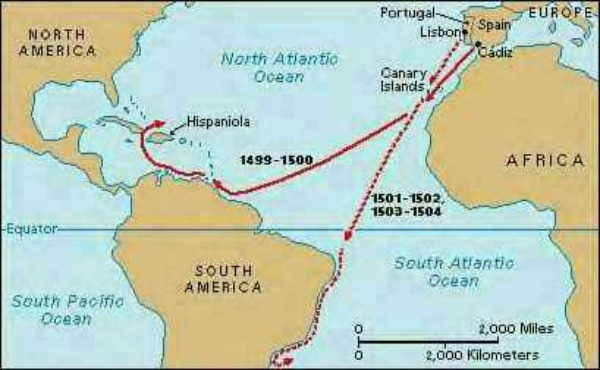 Portugal
Spain
EUROPE
Lisbon
Cádiz
NORTH
AMERICA
North Atlantic
Ocean
Canary
Islands
Hispaniola
1499-1500
AFRICA
1501-1502,
1503-1504
Equator
SOUTH
AMERICA
South Atlantic
Ocean
South Pacific
Ocean
0 2,000 Miles
0 2,000 Kilometers